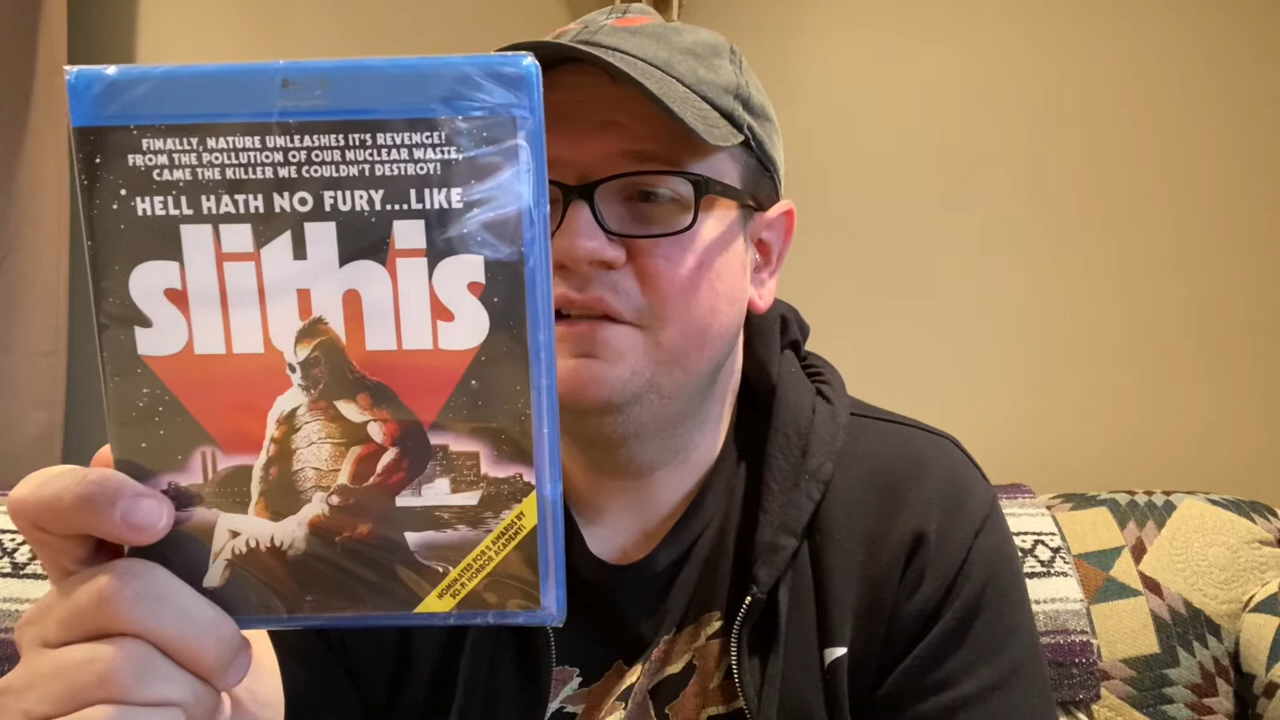 FINALLY, NATURE UNLEASHES IT'S REVENGE!
FROM THE POLLUTION OF OUR NUCLEAR WASTE,
CAME THE KILLER WE COULDN'T DESTROY!
HELL HATH NO FURY...LIKE
slithis
NOMINATED FOR 2 AWARDS BY
SCI-FI HORROR ACADEMY!